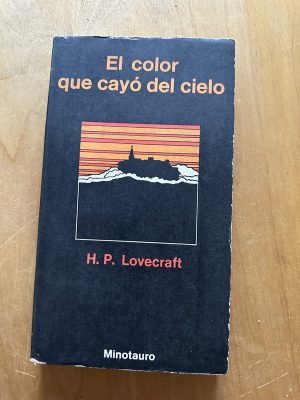 El color
que cayó del cielo
H. P. Lovecraft
Minotauro